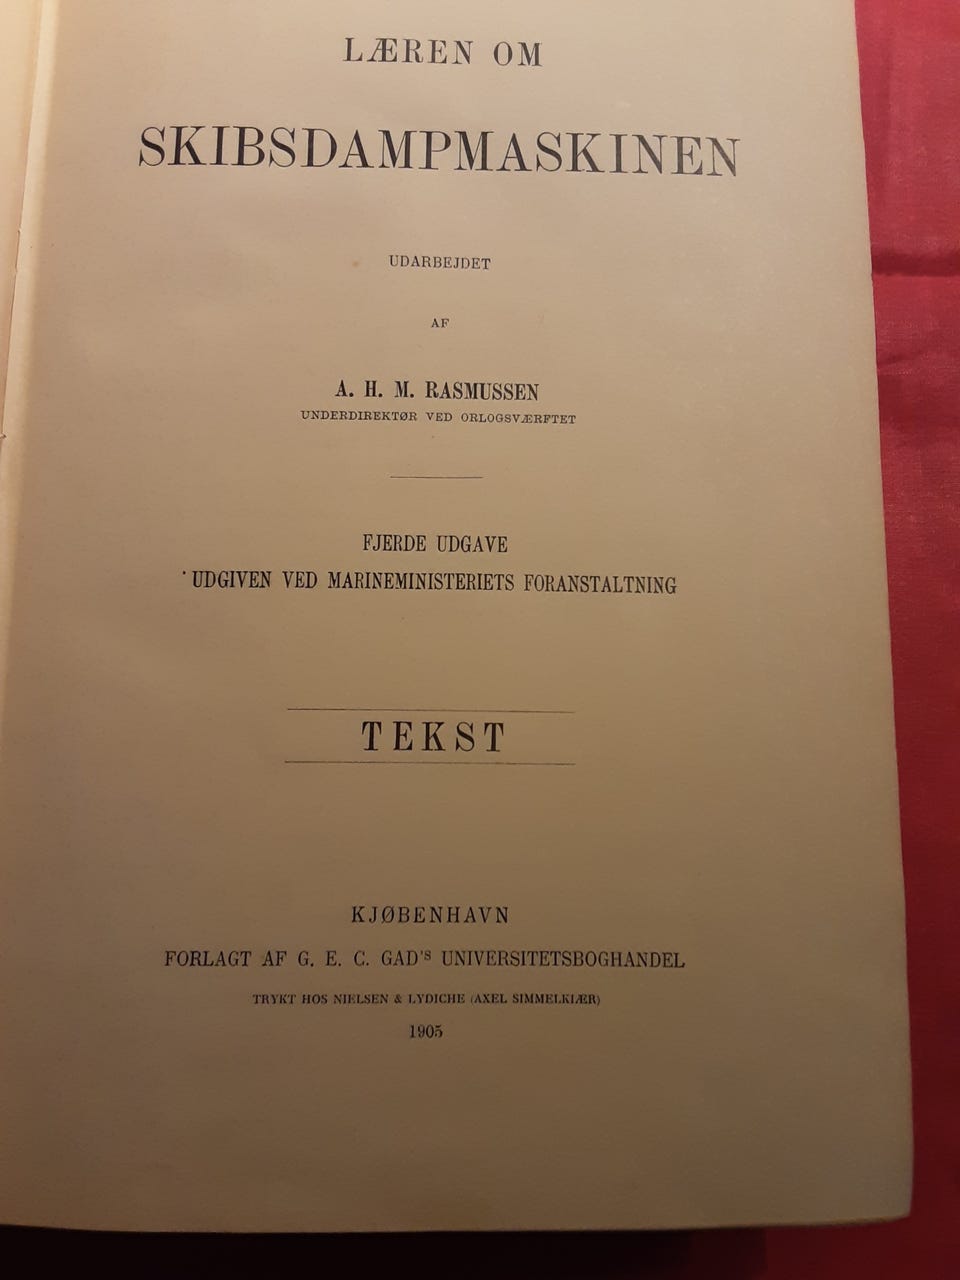 LÆREN OM
SKIBSDAMPMASKINEN
UDARBEJDET
AF
A. H. M. RASMUSSEN
UNDERDIREKTØR VED ORLOGSVÆRFTET
FJERDE UDGAVE
UDGIVEN VED MARINEMINISTERIETS FORANSTALTNING
TEKST
KJØBENHAVN
FORLAGT AF G. E. C. GAD'S UNIVERSITETSBOGHANDEL
TRYKT HOS NIELSEN & LYDICHE (AXEL SIMMELKIÆR)
1905